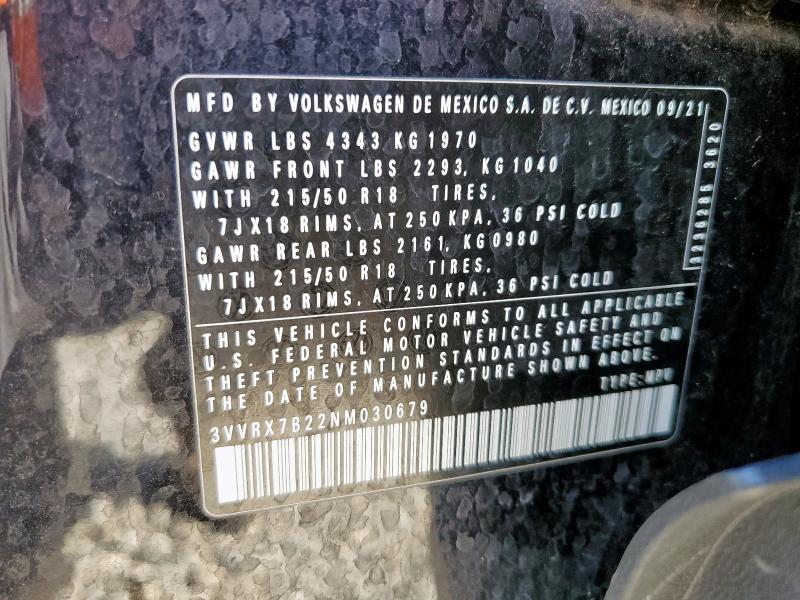 MFD BY VOLKSWAGEN DE MEXICO S.A. DE C.V. MEXICO 09/21
GVWR LBS 4343 KG 1970
GAWR FRONT LBS 2293, KG 1040
WITH 215/50 R18 TIRES,
7JX18 RIMS, AT 250 KPA, 36 PSI COLD
GAWR REAR LBS 2161, KG 0980
WITH 215/50 R18 TIRES,
7JX18 RIMS, AT 250 KPA, 36 PSI COLD
THIS VEHICLE CONFORMS TO ALL APPLICABLE
U.S. FEDERAL MOTOR VEHICLE SAFETY AND
THEFT PREVENTION STANDARDS IN EFFECT ON
THE DATE OF MANUFACTURE SHOWN ABOVE.
TYPE:MPV
3VVRX7B22NM030679
3620